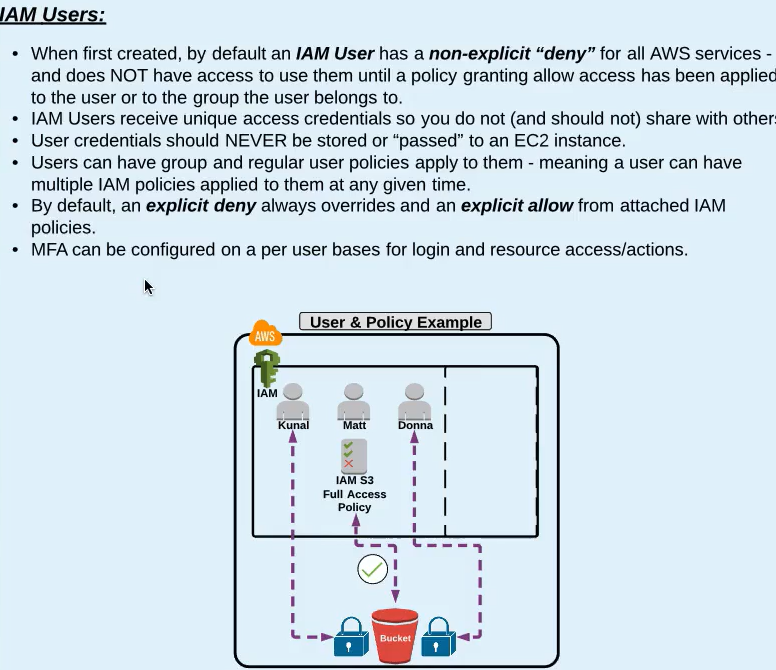 IAM Users:
• When first created, by default an IAM User has a non-explicit “deny” for all AWS services -
and does NOT have access to use them until a policy granting allow access has been applied
to the user or to the group the user belongs to.
• IAM Users receive unique access credentials so you do not (and should not) share with others
• User credentials should NEVER be stored or “passed” to an EC2 instance.
• Users can have group and regular user policies apply to them - meaning a user can have
multiple IAM policies applied to them at any given time.
• By default, an explicit deny always overrides and an explicit allow from attached IAM
policies.
• MFA can be configured on a per user bases for login and resource access/actions.
User & Policy Example
AWS
IAM
Kunal
Matt
Donna
IAM S3
Full Access
Policy
Bucket